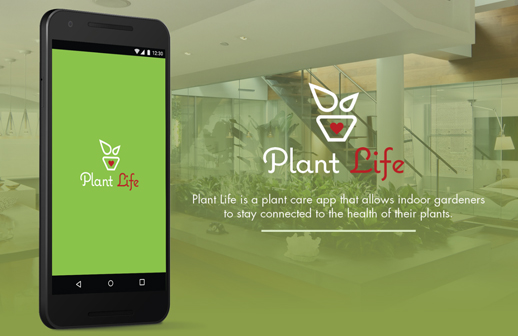 12:30
Plant Life
Plant Life
Plant Life is a plant care app that allows indoor gardeners
to stay connected to the health of their plants.